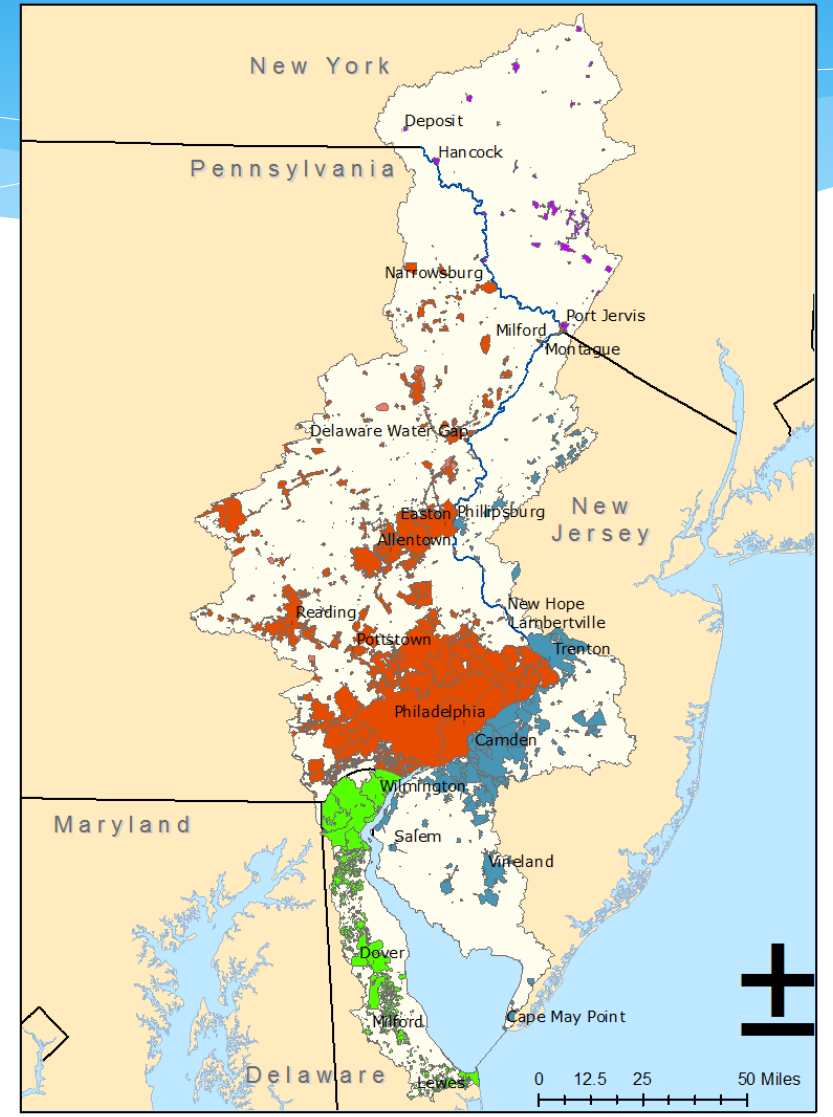 New York
Deposit
Hancock
Pennsylvania
Narrowsburg
Port Jervis
Milford
Montague
Delaware Water Gap
New
Jersey
Easton
Phillipsburg
Allentown
New Hope
Reading
Lambertville
Pottstown
Trenton
Philadelphia
Camden
Wilmington
Maryland
Salem
Vineland
Dover
Milford
Cape May Point
Delaware
Lewes
0 12.5 25 50 Miles